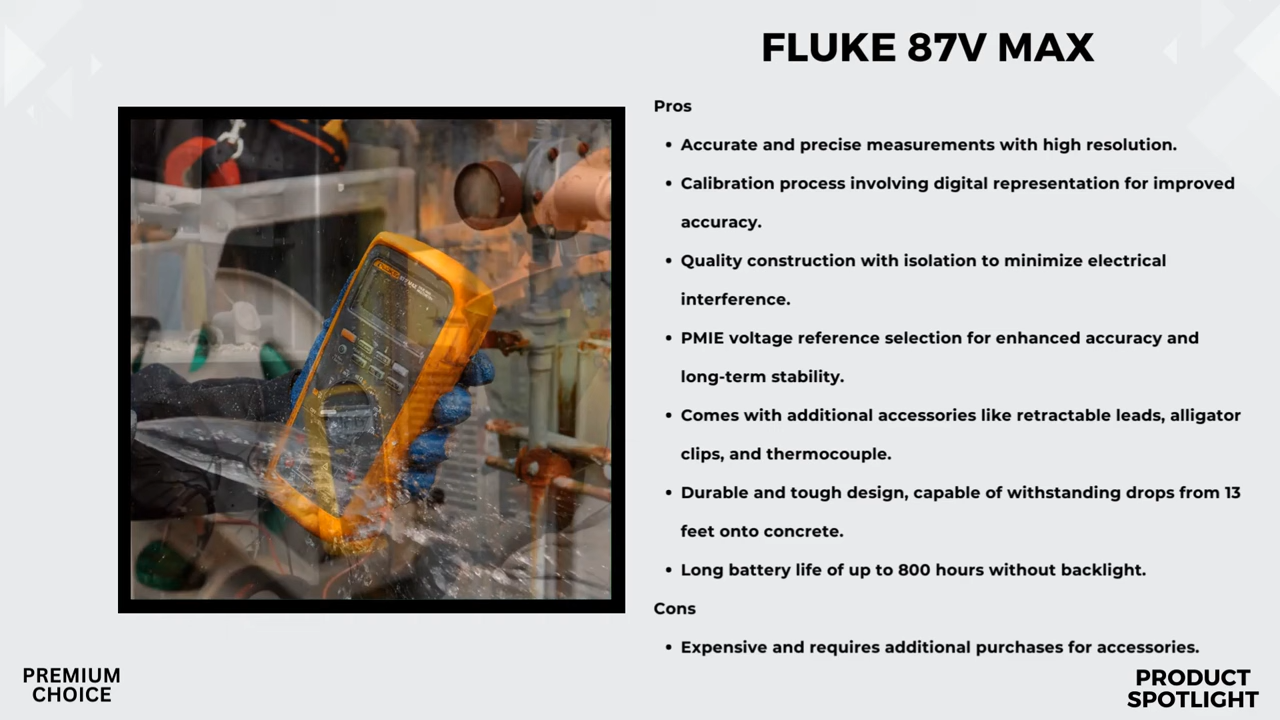 FLUKE 87V MAX
Pros
• Accurate and precise measurements with high resolution.
• Calibration process involving digital representation for improved
accuracy.
• Quality construction with isolation to minimize electrical
interference.
• PMIE voltage reference selection for enhanced accuracy and
long-term stability.
• Comes with additional accessories like retractable leads, alligator
clips, and thermocouple.
• Durable and tough design, capable of withstanding drops from 13
feet onto concrete.
• Long battery life of up to 800 hours without backlight.
Cons
• Expensive and requires additional purchases for accessories.
PREMIUM
CHOICE
PRODUCT
SPOTLIGHT